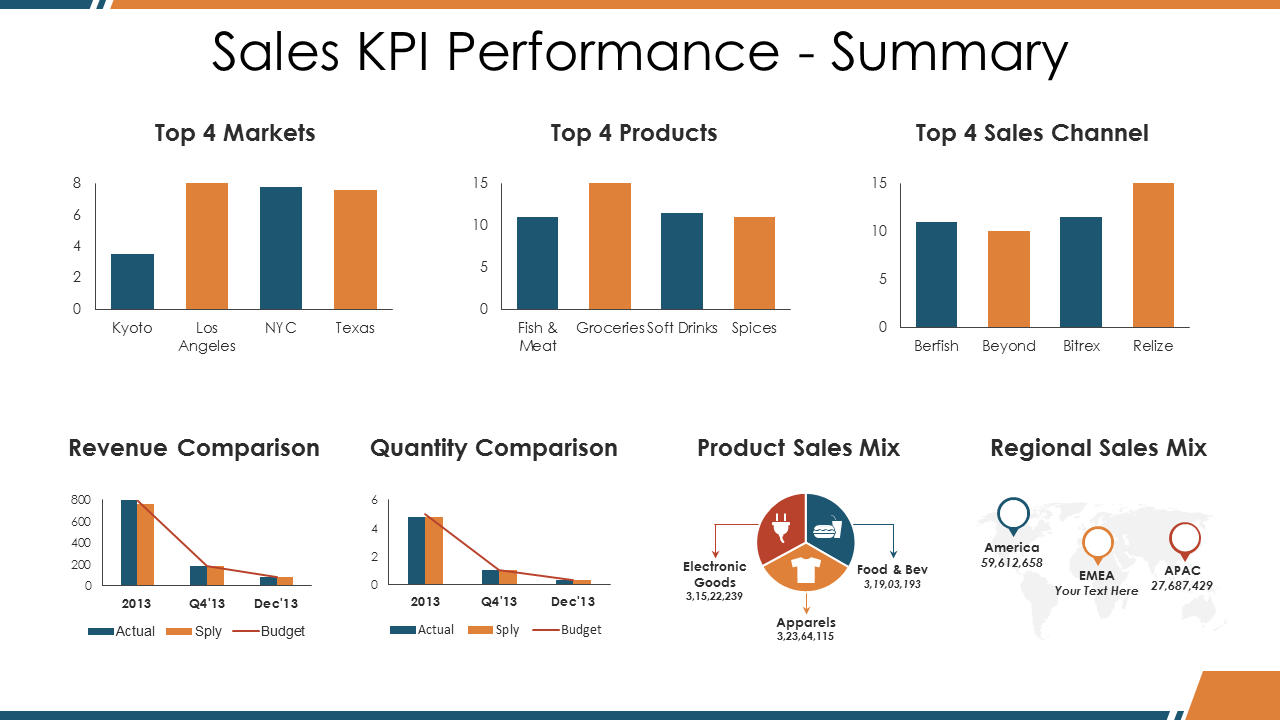 Sales KPI Performance - Summary
Top 4 Markets
8
6
4
2
0
Kyoto
Los Angeles
NYC
Texas
Top 4 Products
15
10
5
0
Fish & Meat
Groceries
Soft Drinks
Spices
Top 4 Sales Channel
15
10
5
0
Berfish
Beyond
Bitrex
Relize
Revenue Comparison
800
600
400
200
0
2013
Q4'13
Dec'13
Actual
Sply
Budget
Quantity Comparison
6
4
2
0
2013
Q4'13
Dec'13
Actual
Sply
Budget
Product Sales Mix
Electronic
Goods
3,15,22,239
Food & Bev
3,19,03,193
Apparels
3,23,64,115
Regional Sales Mix
America
59,612,658
EMEA
Your Text Here
APAC
27,687,429